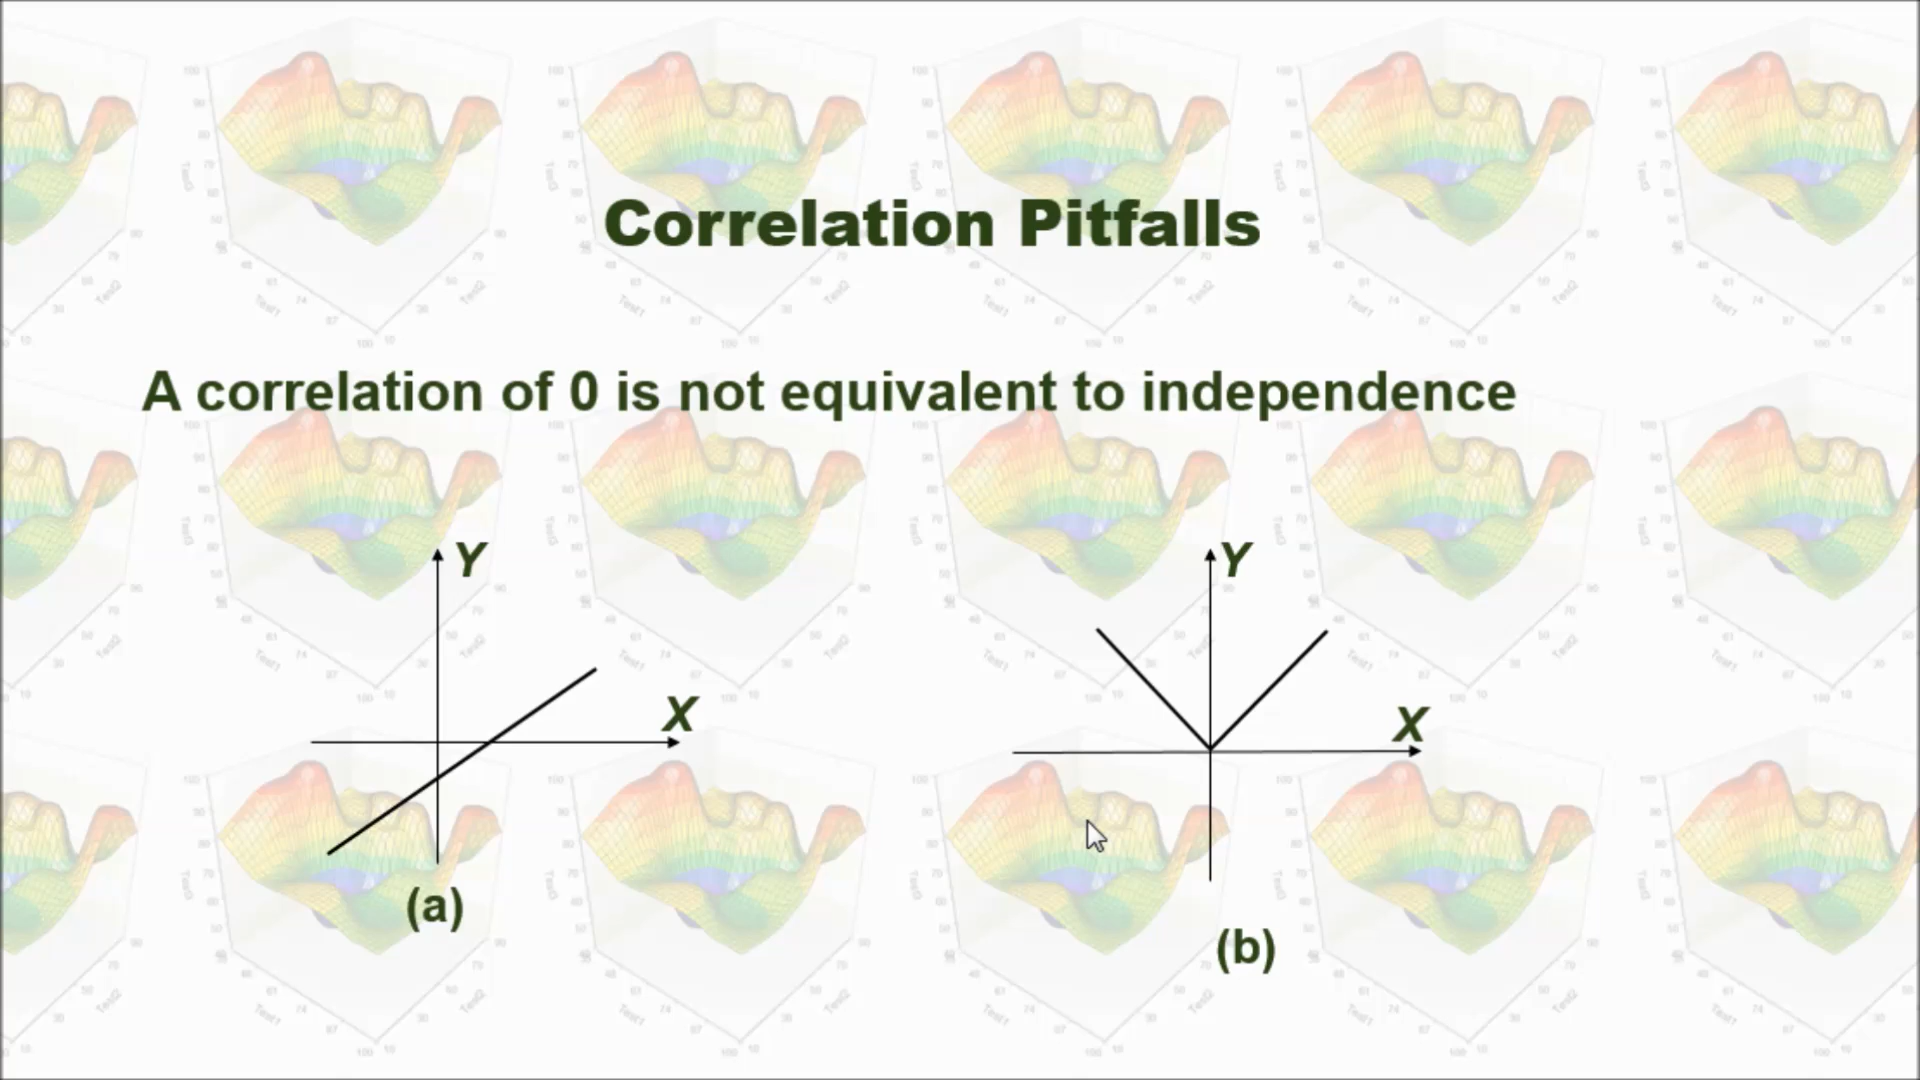 Correlation Pitfalls
A correlation of 0 is not equivalent to independence
Y
X
(a)
Y
X
(b)